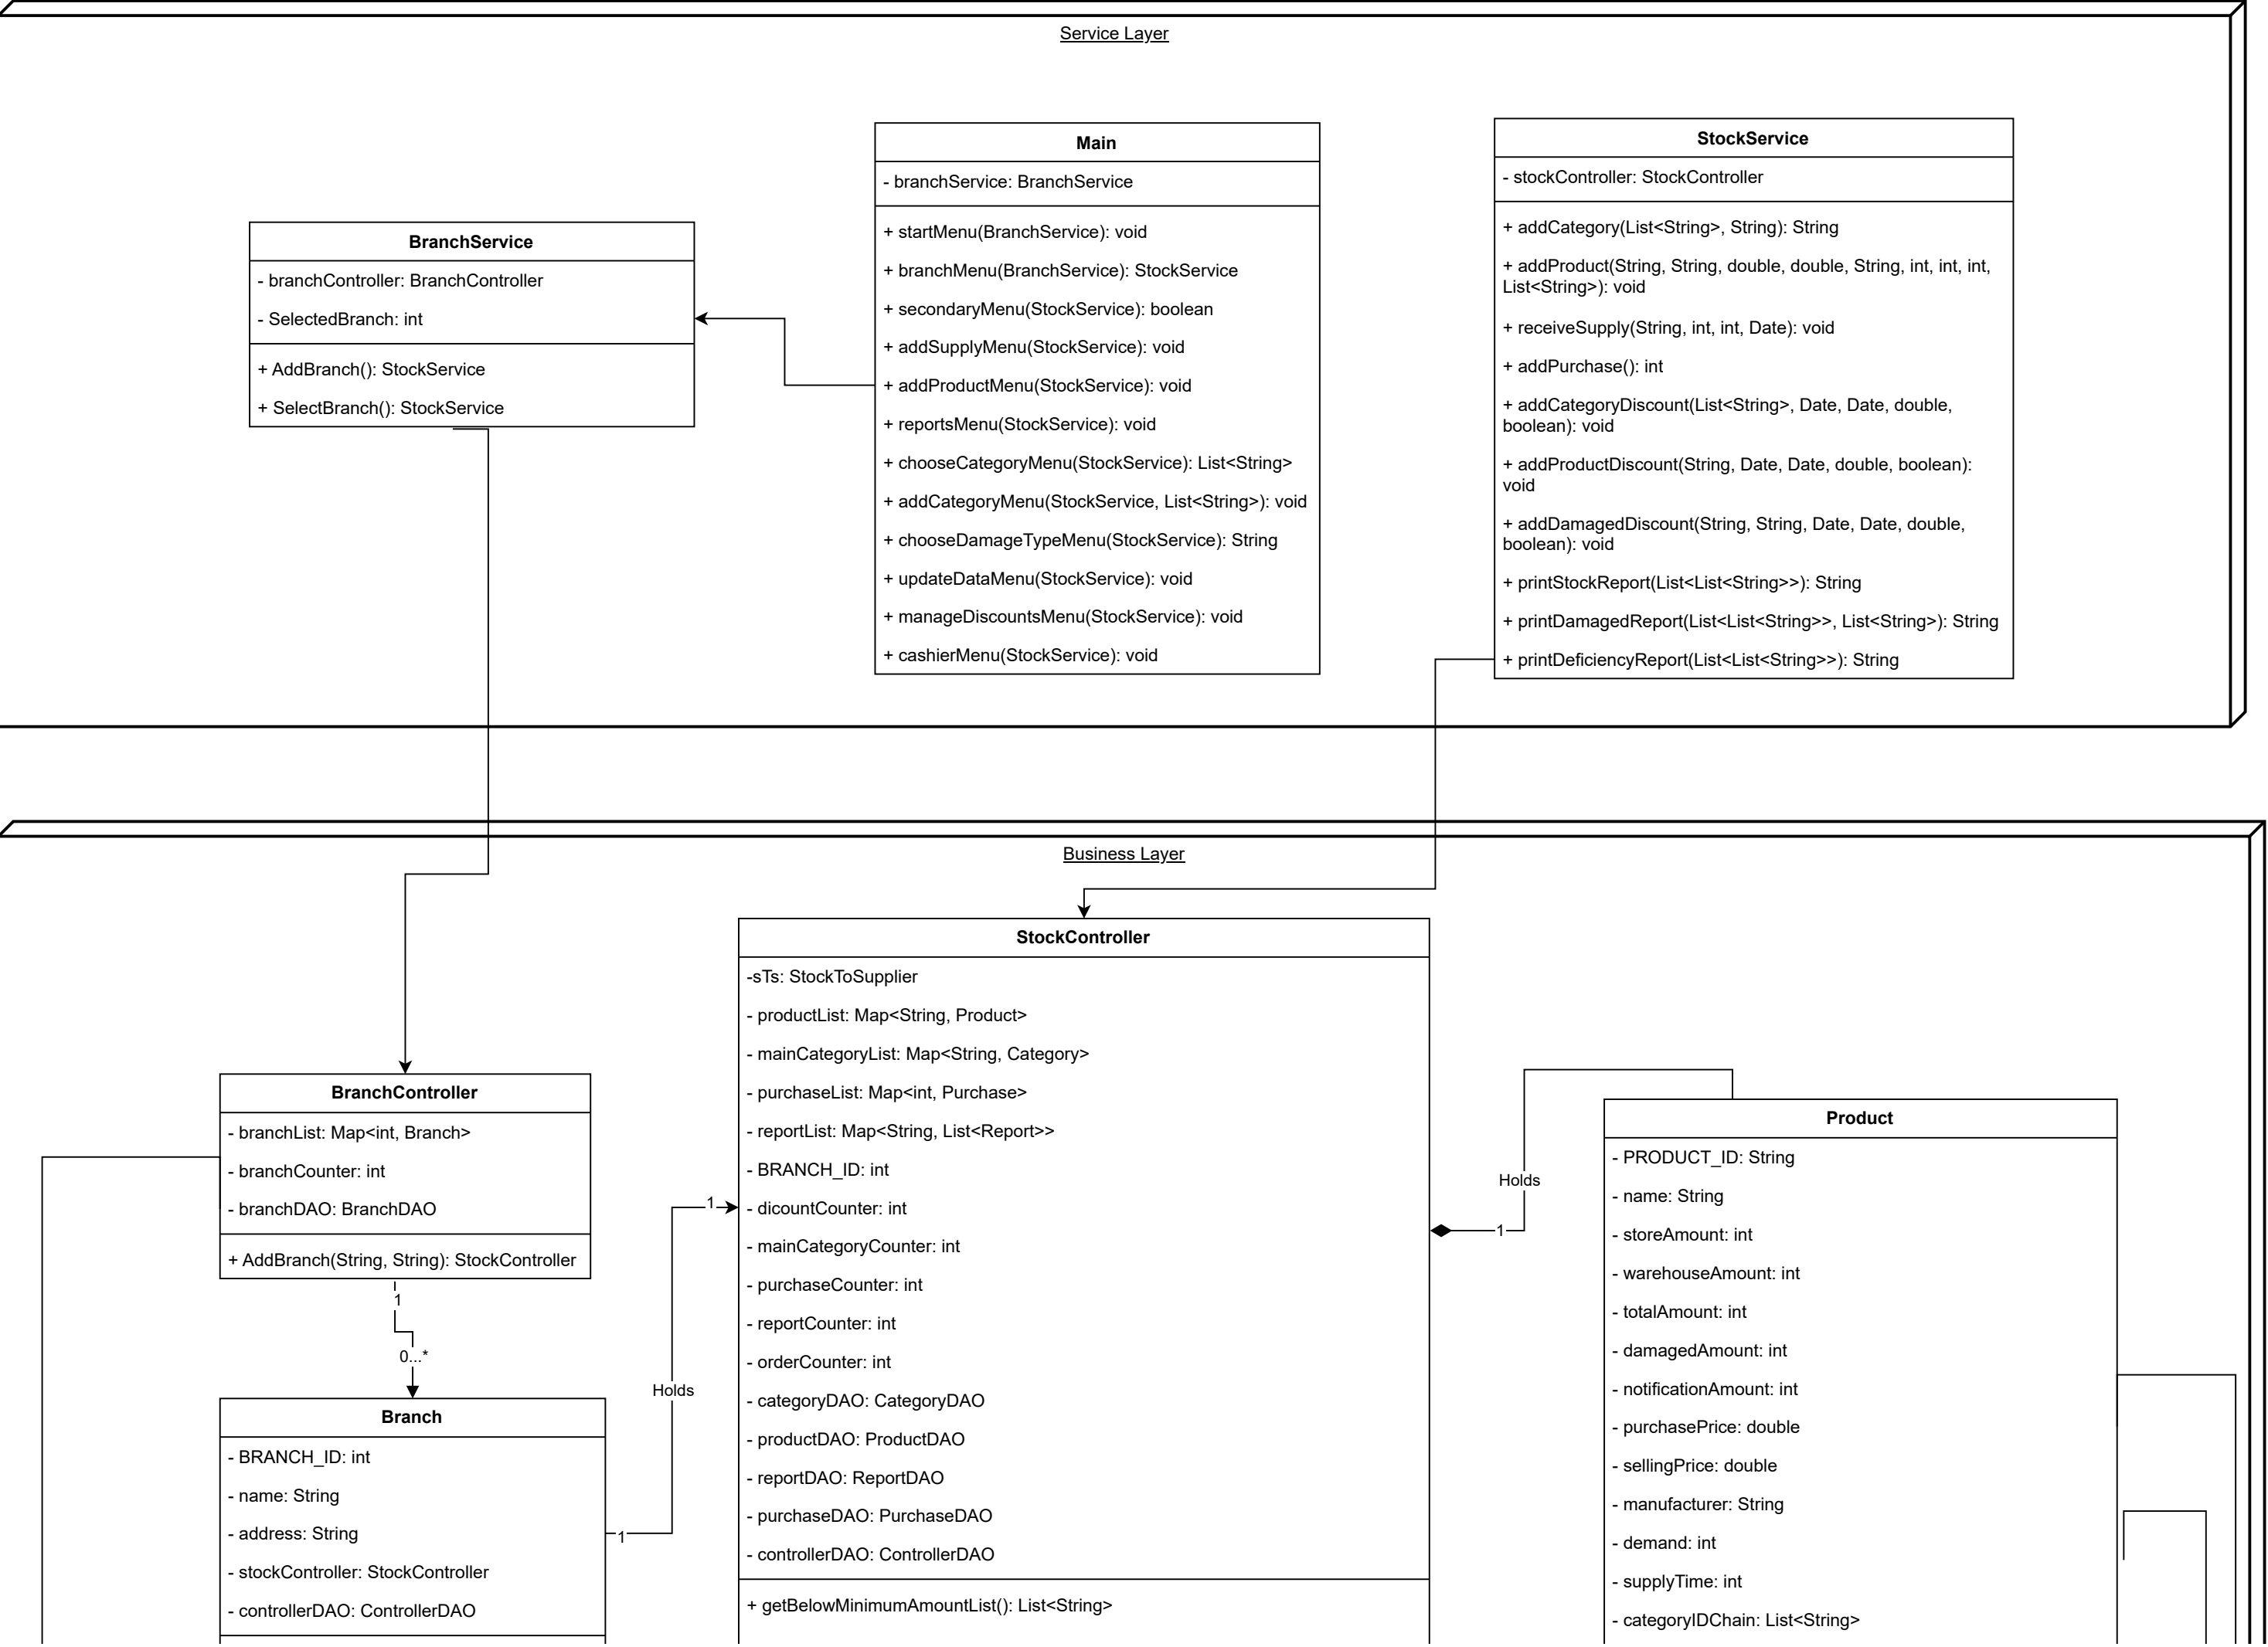 Service Layer
BranchService
- branchController: BranchController
- SelectedBranch: int
+ AddBranch(): StockService
+ SelectBranch(): StockService
Main
- branchService: BranchService
+ startMenu(BranchService): void
+ branchMenu(BranchService): StockService
+ secondaryMenu(StockService): boolean
+ addSupplyMenu(StockService): void
+ addProductMenu(StockService): void
+ reportsMenu(StockService): void
+ chooseCategoryMenu(StockService): List<String>
+ addCategoryMenu(StockService, List<String>): void
+ chooseDamageTypeMenu(StockService): String
+ updateDataMenu(StockService): void
+ manageDiscountsMenu(StockService): void
+ cashierMenu(StockService): void
StockService
- stockController: StockController
+ addCategory(List<String>, String): String
+ addProduct(String, String, double, double, String, int, int, int,
List<String>): void
+ receiveSupply(String, int, int, Date): void
+ addPurchase(): int
+ addCategoryDiscount(List<String>, Date, Date, double,
boolean): void
+ addProductDiscount(String, Date, Date, double, boolean):
void
+ addDamagedDiscount(String, String, Date, Date, double,
boolean): void
+ printStockReport(List<List<String>>): String
+ printDamagedReport(List<List<String>>, List<String>): String
+ printDeficiencyReport(List<List<String>>): String
Business Layer
BranchController
- branchList: Map<int, Branch>
- branchCounter: int
- branchDAO: BranchDAO
+ AddBranch(String, String): StockController
1
0...*
Branch
- BRANCH_ID: int
- name: String
- address: String
- stockController: StockController
- controllerDAO: ControllerDAO
1
Holds
1
StockController
-sTs: StockToSupplier
- productList: Map<String, Product>
- mainCategoryList: Map<String, Category>
- purchaseList: Map<int, Purchase>
- reportList: Map<String, List<Report>>
- BRANCH_ID: int
- dicountCounter: int
- mainCategoryCounter: int
- purchaseCounter: int
- reportCounter: int
- orderCounter: int
- categoryDAO: CategoryDAO
- productDAO: ProductDAO
- reportDAO: ReportDAO
- purchaseDAO: PurchaseDAO
- controllerDAO: ControllerDAO
+ getBelowMinimumAmountList(): List<String>
Holds
1
Product
- PRODUCT_ID: String
- name: String
- storeAmount: int
- warehouseAmount: int
- totalAmount: int
- damagedAmount: int
- notificationAmount: int
- purchasePrice: double
- sellingPrice: double
- manufacturer: String
- demand: int
- supplyTime: int
- categoryIDChain: List<String>